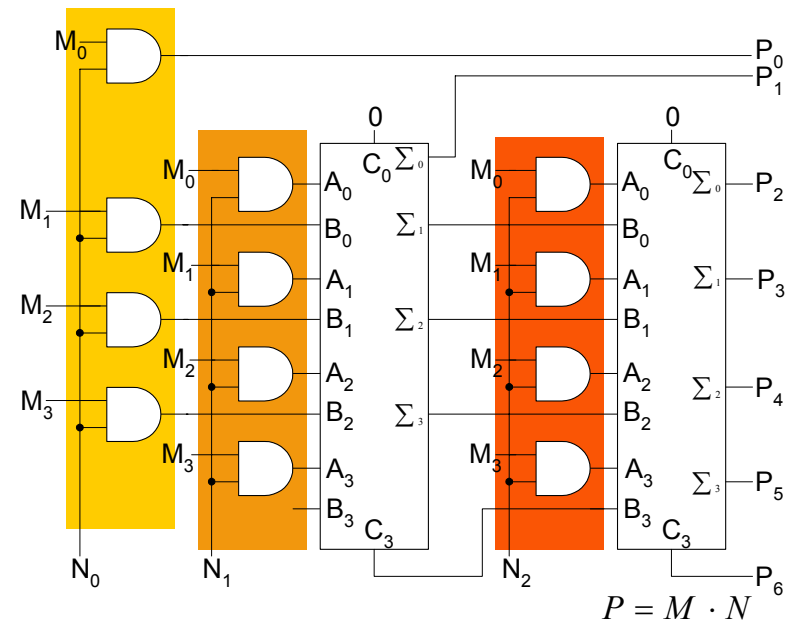 M₀
P₀
P₁
0
0
M₀
C₀
Σ₀
M₀
C₀
A₀
A₀
Σ₀
P₂
M₁
B₀
Σ₁
B₀
M₁
A₁
M₁
A₁
Σ₁
P₃
M₂
B₁
Σ₂
B₁
M₂
A₂
M₂
A₂
Σ₂
P₄
M₃
B₂
Σ₃
B₂
M₃
A₃
M₃
A₃
Σ₃
P₅
B₃
C₃
B₃
C₃
N₀
N₁
N₂
P₆
P = M · N